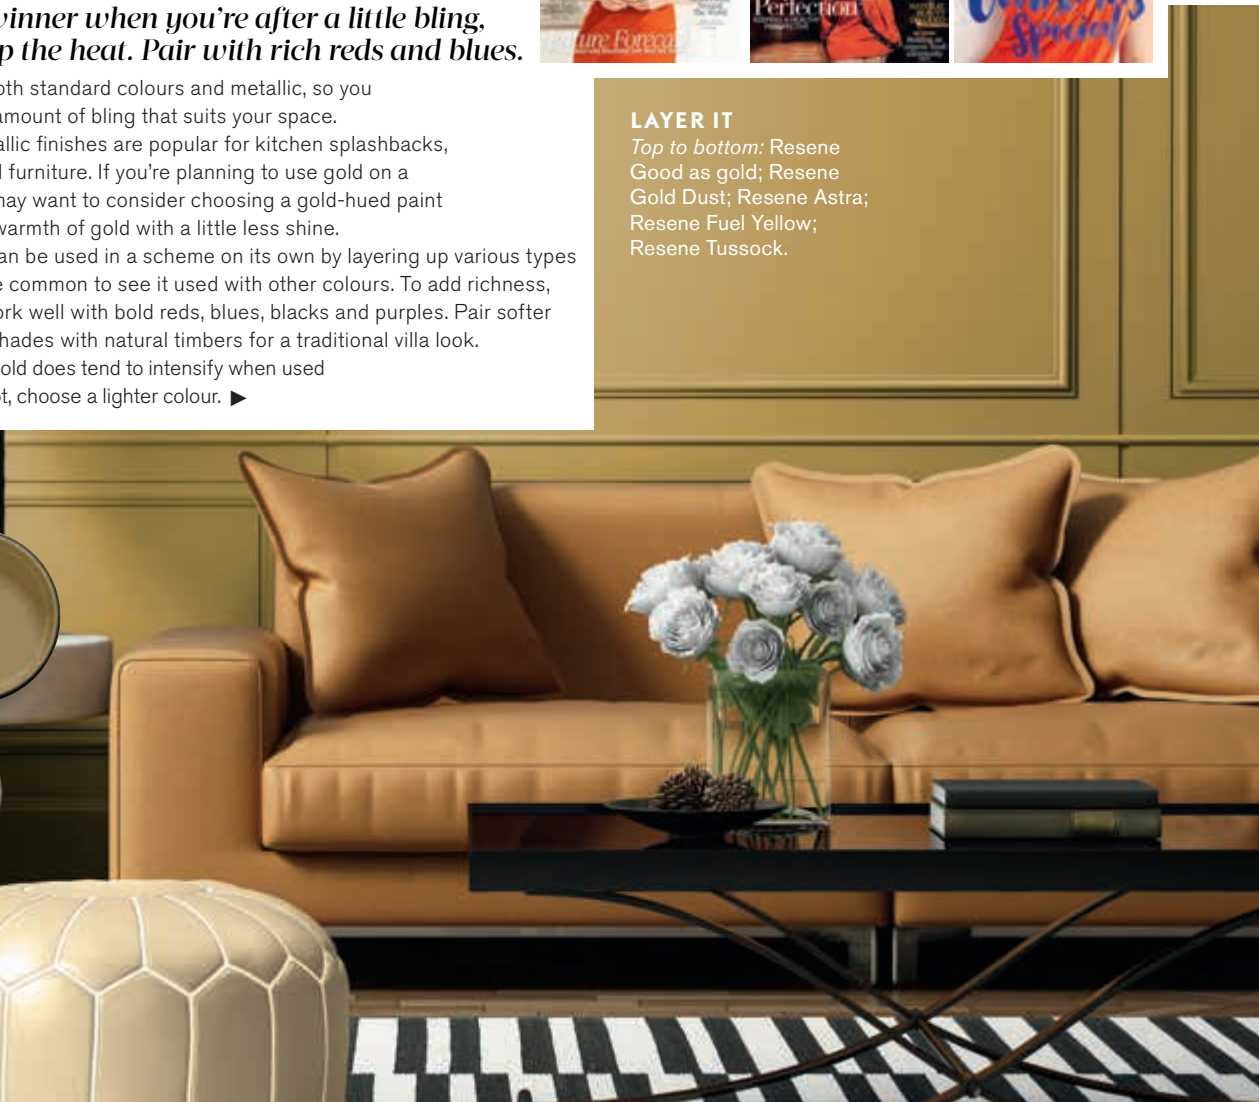 winner when you're after a little bling,
the heat. Pair with rich reds and blues.
oth standard colours and metallic, so you
amount of bling that suits your space.
allic finishes are popular for kitchen splashbacks,
furniture. If you're planning to use gold on a
may want to consider choosing a gold-hued paint
warmth of gold with a little less shine.
an be used in a scheme on its own by layering up various types
common to see it used with other colours. To add richness,
ork well with bold reds, blues, blacks and purples. Pair softer
hades with natural timbers for a traditional villa look.
old does tend to intensify when used
choose a lighter colour. ▶
Perfection
Special
LAYER IT
Top to bottom: Resene
Good as gold; Resene
Gold Dust; Resene Astra;
Resene Fuel Yellow;
Resene Tussock.